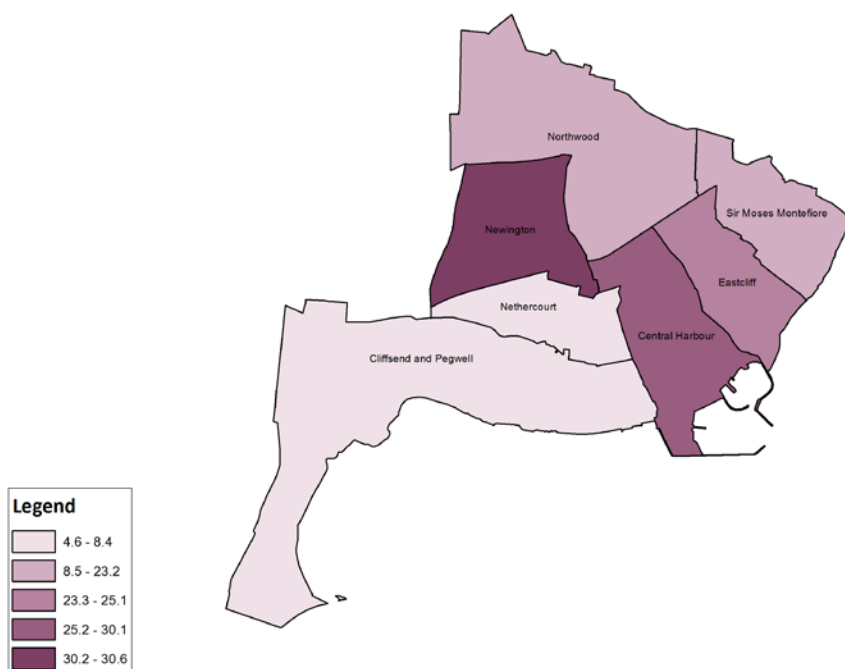 Northwood
Sir Moses Montefiore
Newington
Eastcliff
Nethercourt
Central Harbour
Cliffsend and Pegwell
Legend
4.6 - 8.4
8.5 - 23.2
23.3 - 25.1
25.2 - 30.1
30.2 - 30.6